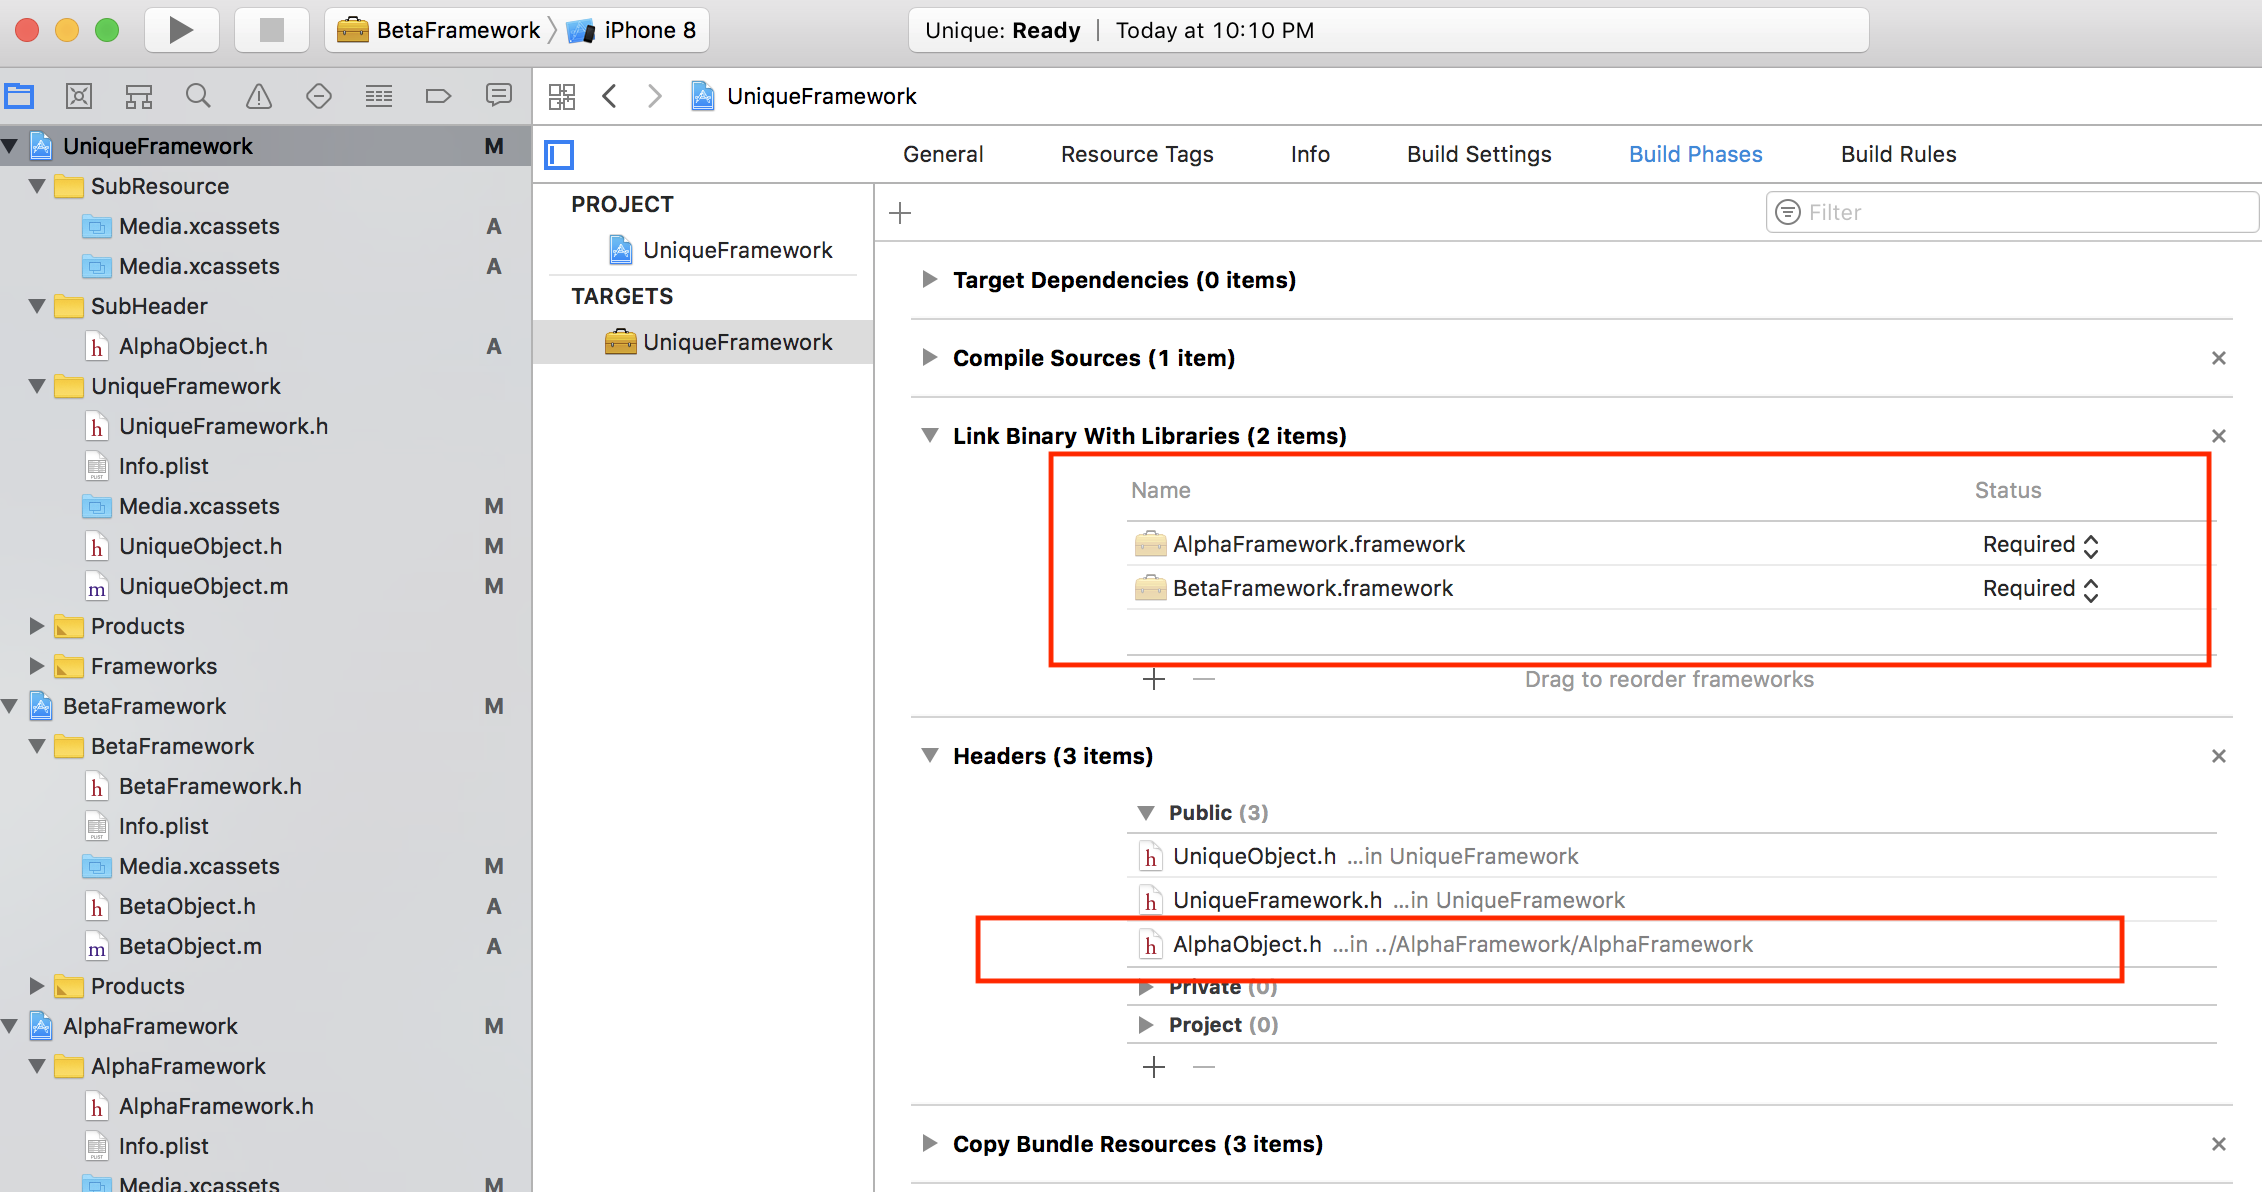 BetaFramework iPhone 8
Unique: Ready | Today at 10:10 PM
UniqueFramework
UniqueFramework M
SubResource
Media.xcassets A
Media.xcassets A
SubHeader
AlphaObject.h A
UniqueFramework
UniqueFramework.h
Info.plist
Media.xcassets M
UniqueObject.h M
UniqueObject.m M
Products
Frameworks
BetaFramework M
BetaFramework
BetaFramework.h
Info.plist
Media.xcassets M
BetaObject.h A
BetaObject.m A
Products
AlphaFramework M
AlphaFramework
AlphaFramework.h
Info.plist
Media.xcassets M
General Resource Tags Info Build Settings Build Phases Build Rules
PROJECT
UniqueFramework
TARGETS
UniqueFramework
Filter
Target Dependencies (0 items)
Compile Sources (1 item)
Link Binary With Libraries (2 items)
Name Status
AlphaFramework.framework Required
BetaFramework.framework Required
Drag to reorder frameworks
Headers (3 items)
Public (3)
UniqueObject.h ...in UniqueFramework
UniqueFramework.h ...in UniqueFramework
AlphaObject.h ...in ../AlphaFramework/AlphaFramework
Private (0)
Project (0)
Copy Bundle Resources (3 items)